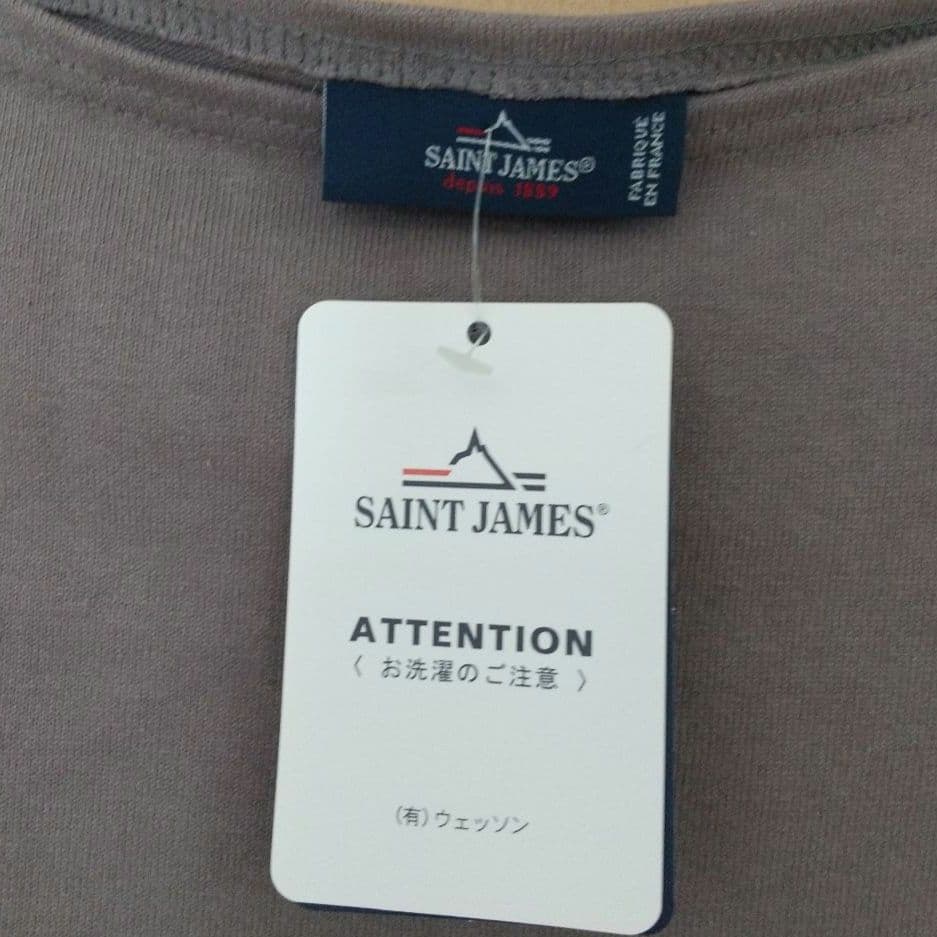 SAINT JAMES®
depuis 1889
FABRIQUÉ
EN FRANCE
SAINT JAMES®
ATTENTION
〈 お洗濯のご注意 〉
(有)ウェッソン